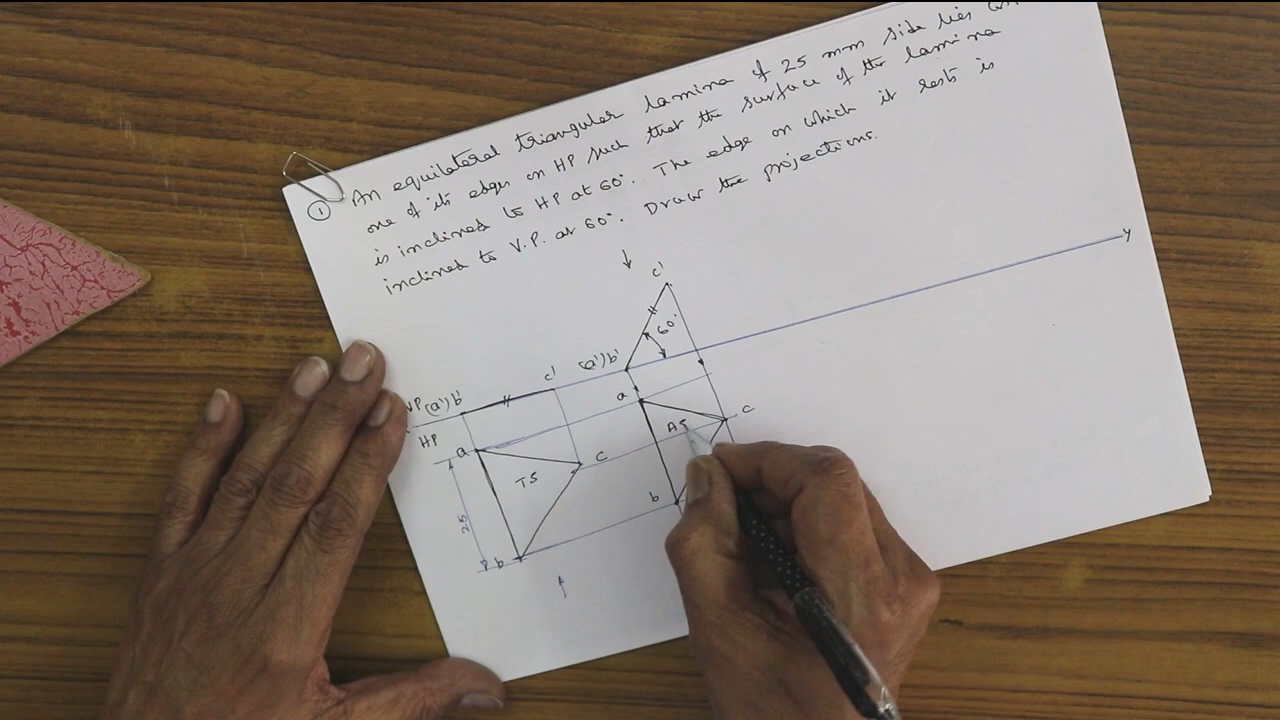 ① An equilateral triangular lamina of 25 mm side lies on
one of its edges on HP such that the surface of the lamina
is inclined to HP at 60°. The edge on which it rests is
inclined to V.P. at 60°. Draw the projections.
y
c'
60°
(a') b'
c'
VP (a') b'
HP
a
c
a
AS
c
TS
25
b
b